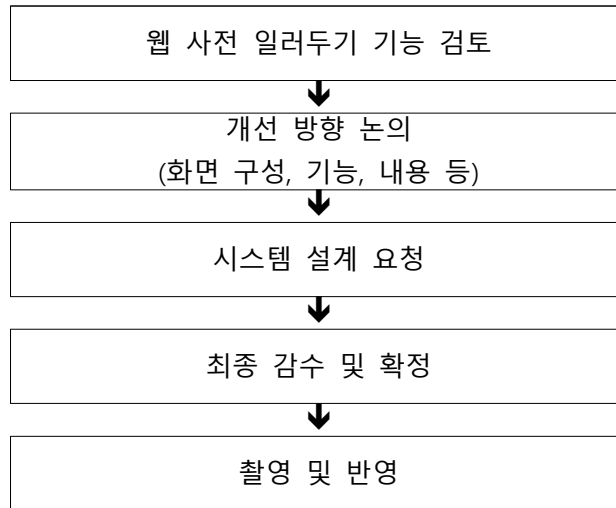 웹 사전 일러두기 기능 검토
개선 방향 논의
(화면 구성, 기능, 내용 등)
시스템 설계 요청
최종 감수 및 확정
촬영 및 반영